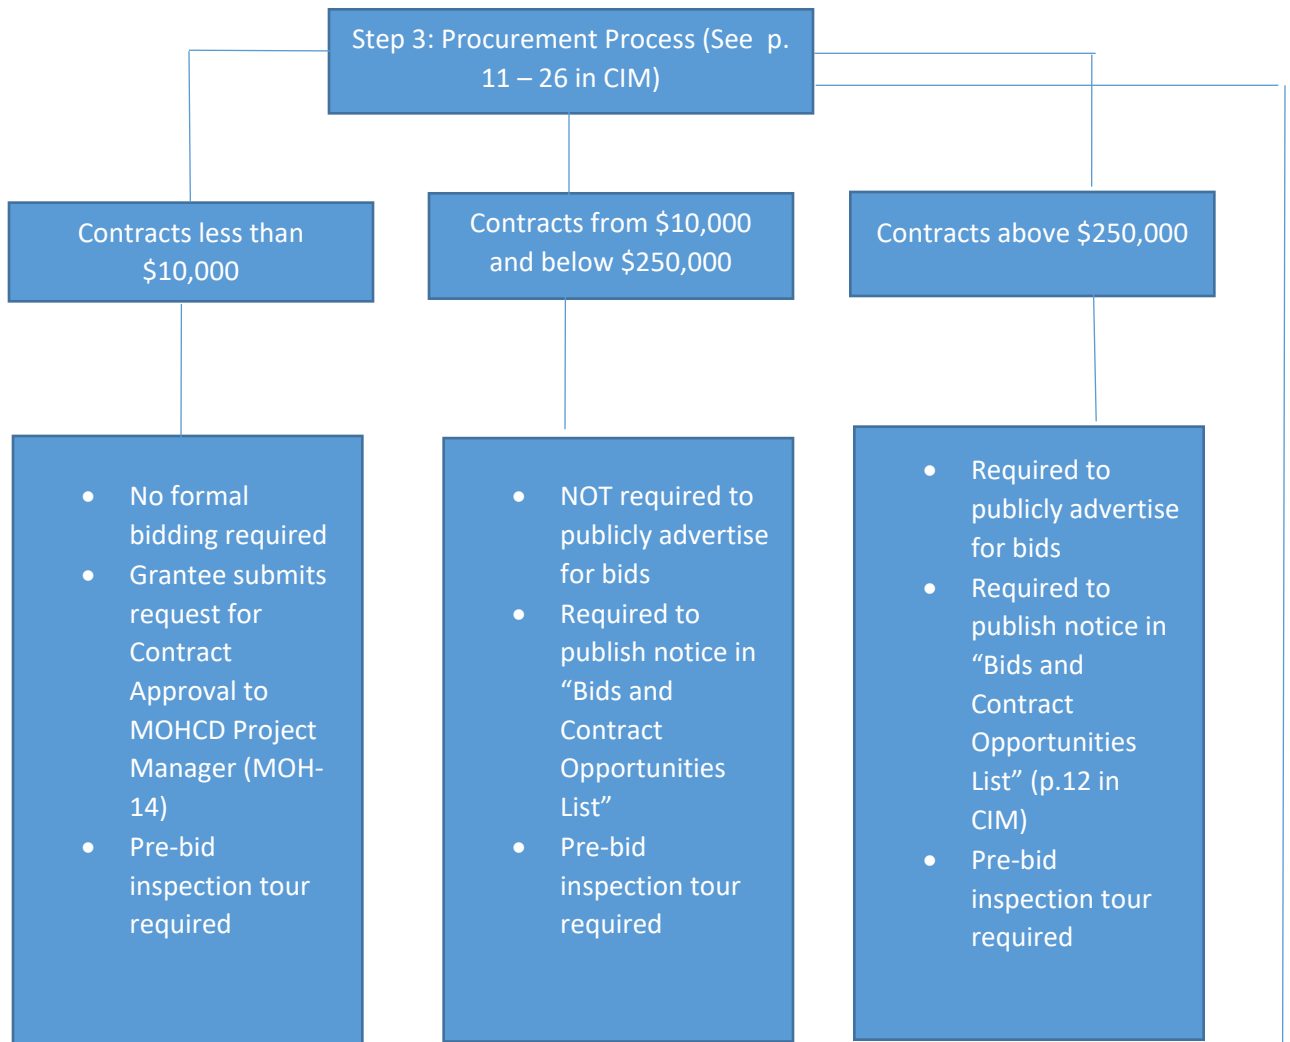 Step 3: Procurement Process (See  p.
11 – 26 in CIM)
Contracts less than
$10,000
Contracts from $10,000
and below $250,000
Contracts above $250,000
● No formal
bidding required
● Grantee submits
request for
Contract
Approval to
MOHCD Project
Manager (MOH-
14)
● Pre-bid
inspection tour
required
● NOT required to
publicly advertise
for bids
● Required to
publish notice in
“Bids and
Contract
Opportunities
List”
● Pre-bid
inspection tour
required
● Required to
publicly advertise
for bids
● Required to
publish notice in
“Bids and
Contract
Opportunities
List” (p.12 in
CIM)
● Pre-bid
inspection tour
required